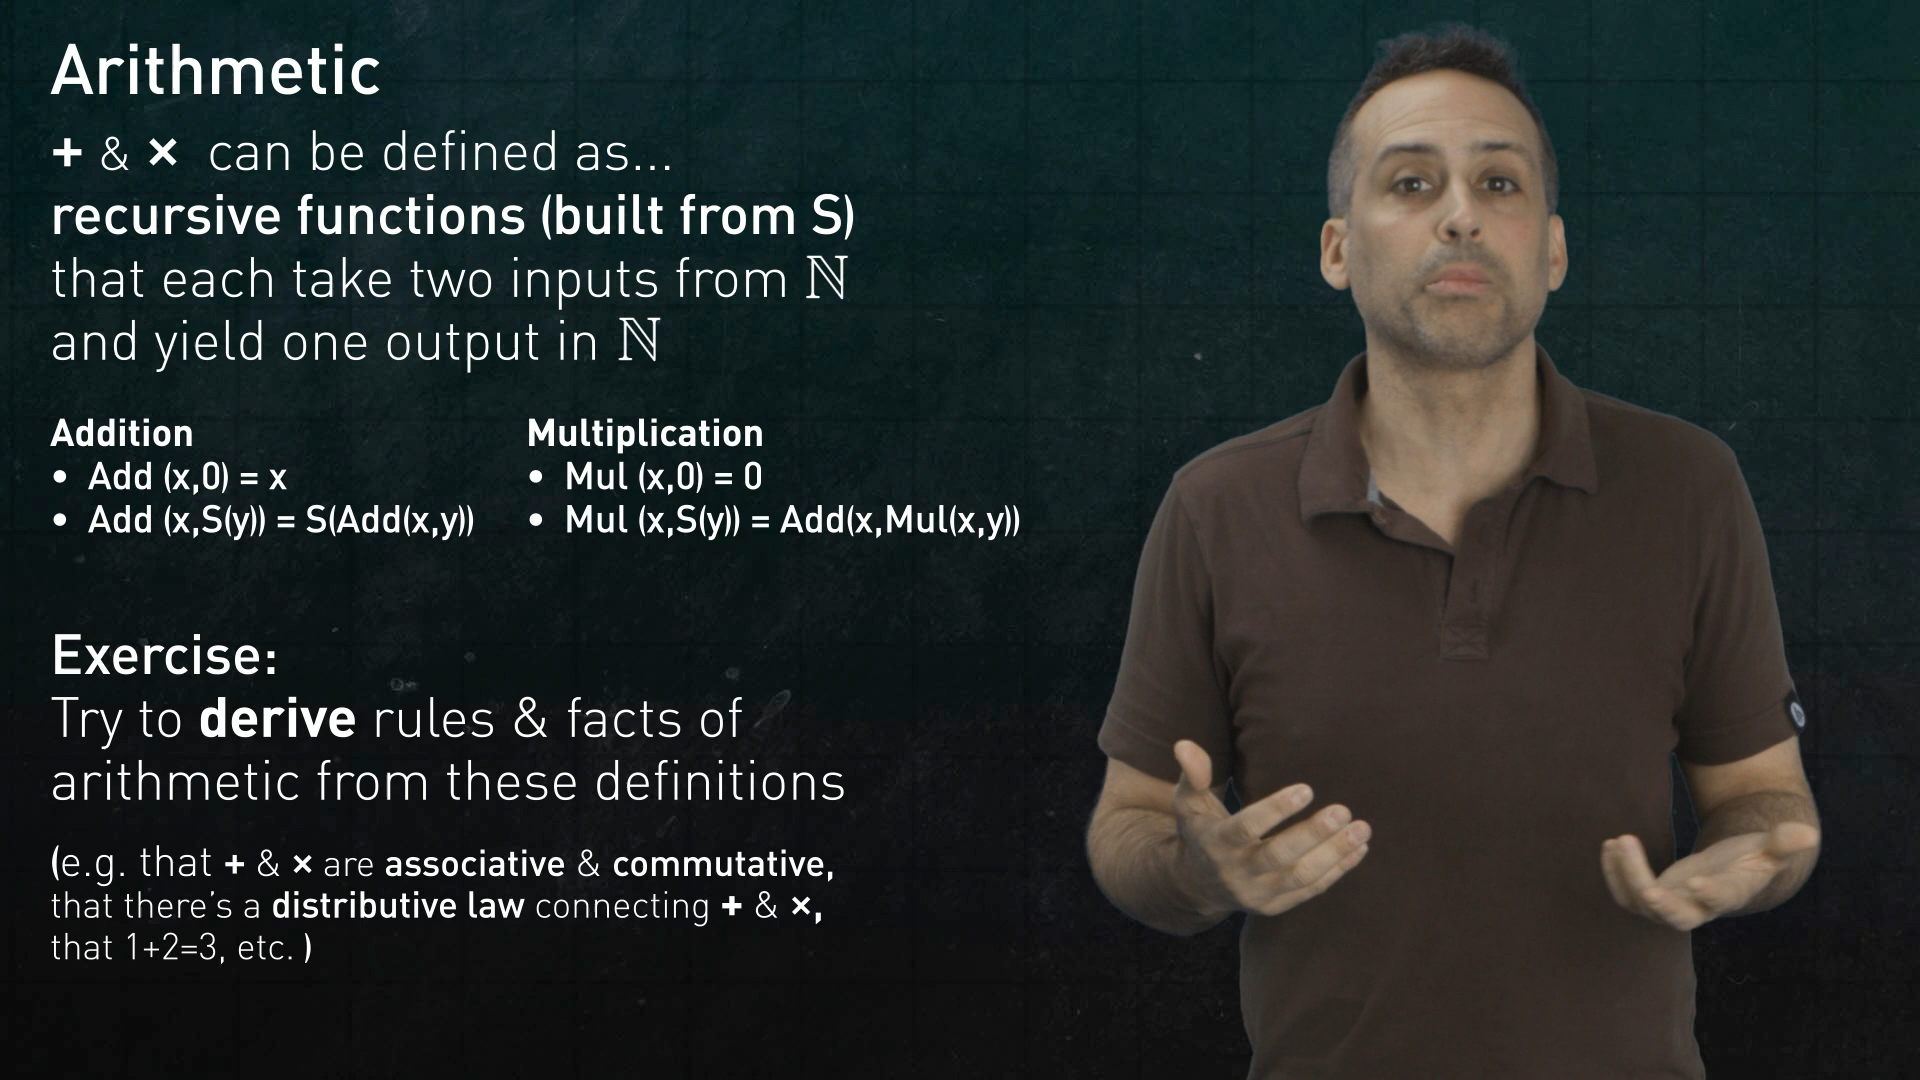 Arithmetic
+ & × can be defined as...
recursive functions (built from S)
that each take two inputs from ℕ
and yield one output in ℕ
Addition
• Add (x,0) = x
• Add (x,S(y)) = S(Add(x,y))
Multiplication
• Mul (x,0) = 0
• Mul (x,S(y)) = Add(x,Mul(x,y))
Exercise:
Try to derive rules & facts of
arithmetic from these definitions
(e.g. that + & × are associative & commutative,
that there's a distributive law connecting + & ×,
that 1+2=3, etc. )